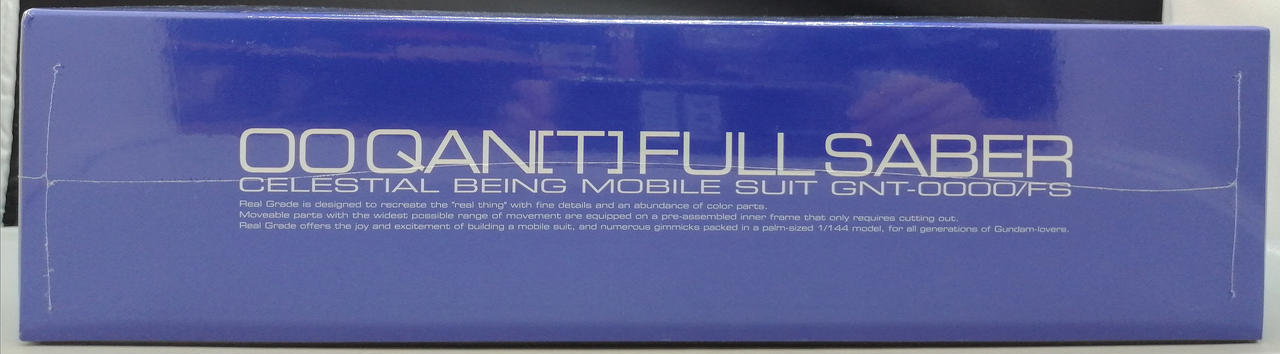 00 QAN[T] FULL SABER
CELESTIAL BEING MOBILE SUIT GNT-0000/FS
Real Grade is designed to recreate the "real thing" with fine details and an abundance of color parts.
Moveable parts with the widest possible range of movement are equipped on a pre-assembled inner frame that only requires cutting out.
Real Grade offers the joy and excitement of building a mobile suit, and numerous gimmicks packed in a palm-sized 1/144 model, for all generations of Gundam-lovers.